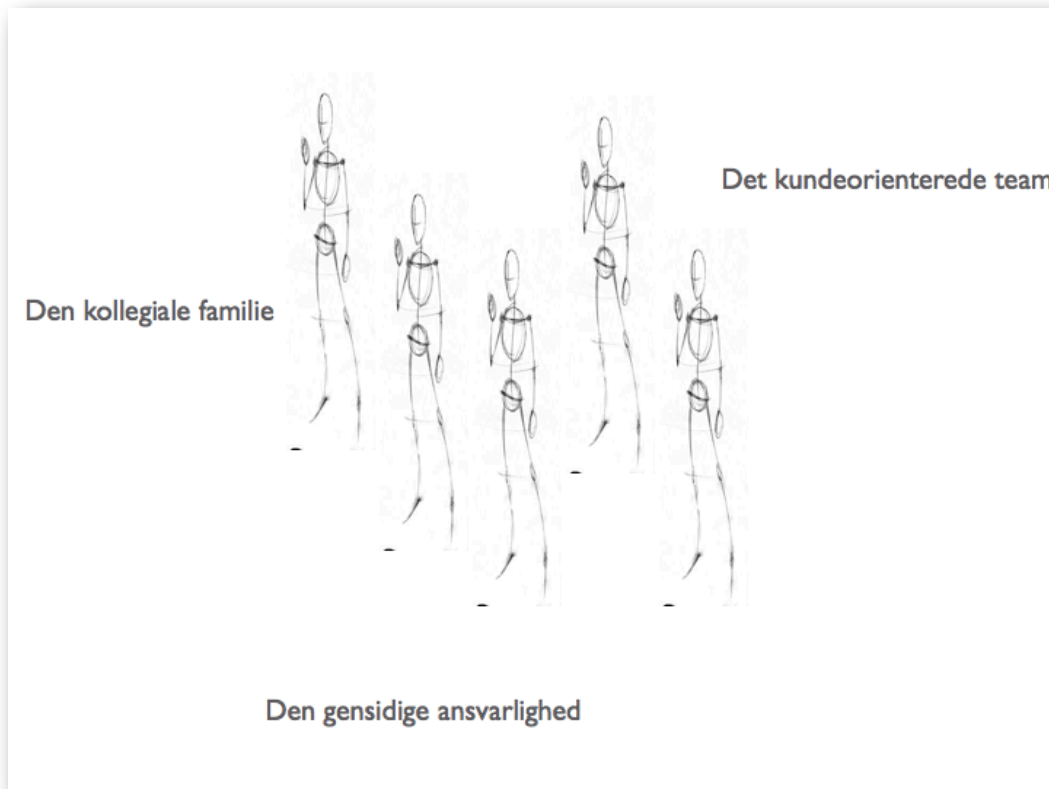 Det kundeorienterede team
Den kollegiale familie
Den gensidige ansvarlighed